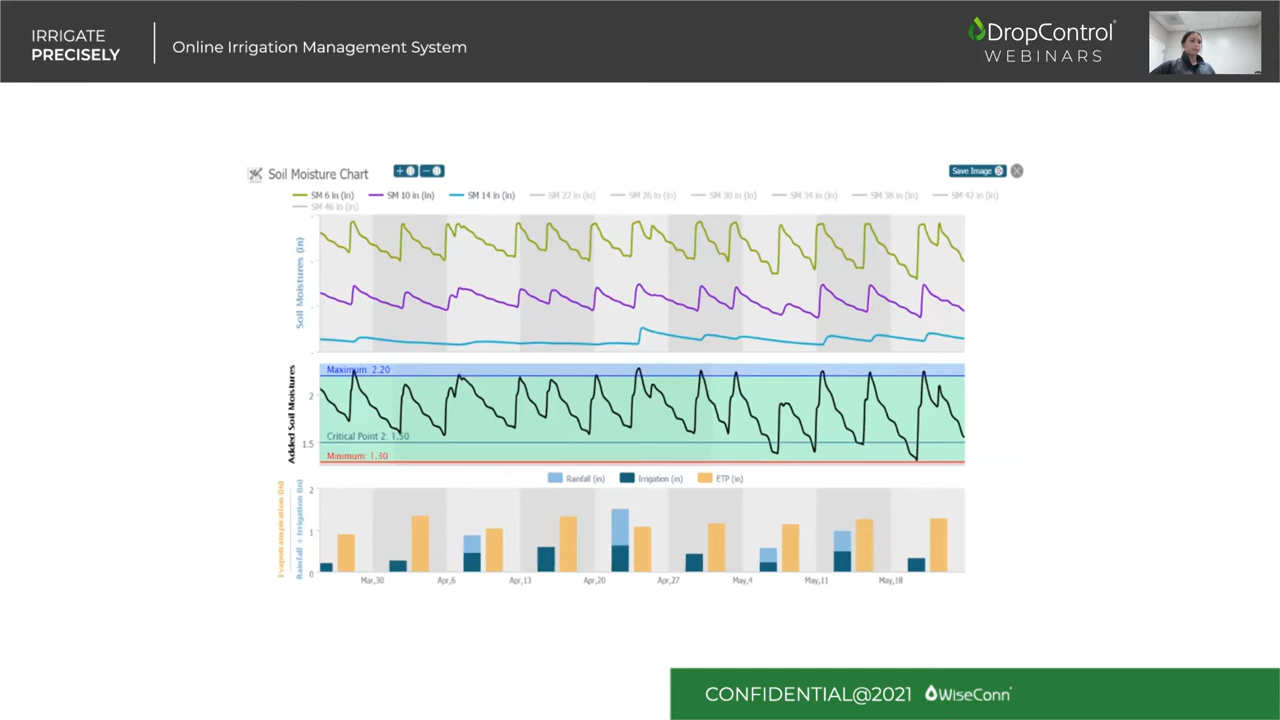 IRRIGATE
PRECISELY
Online Irrigation Management System
DropControl
WEBINARS
Soil Moisture Chart
Save Image
SM 6 in (in) SM 10 in (in) SM 14 in (in) SM 22 in (in) SM 26 in (in) SM 30 in (in) SM 34 in (in) SM 38 in (in) SM 42 in (in)
SM 46 in (in)
Soil Moistures (in)
Added Soil Moistures
2
1.5
Maximum: 2.20
Critical Point 2: 1.50
Minimum: 1.30
Rainfall (in) Irrigation (in) ETP (in)
Evapotranspiration (in)
Rainfall + Irrigation (in)
2
1
0
Mar,30 Apr,6 Apr,13 Apr,20 Apr,27 May,4 May,11 May,18
CONFIDENTIAL@2021 WiseConn